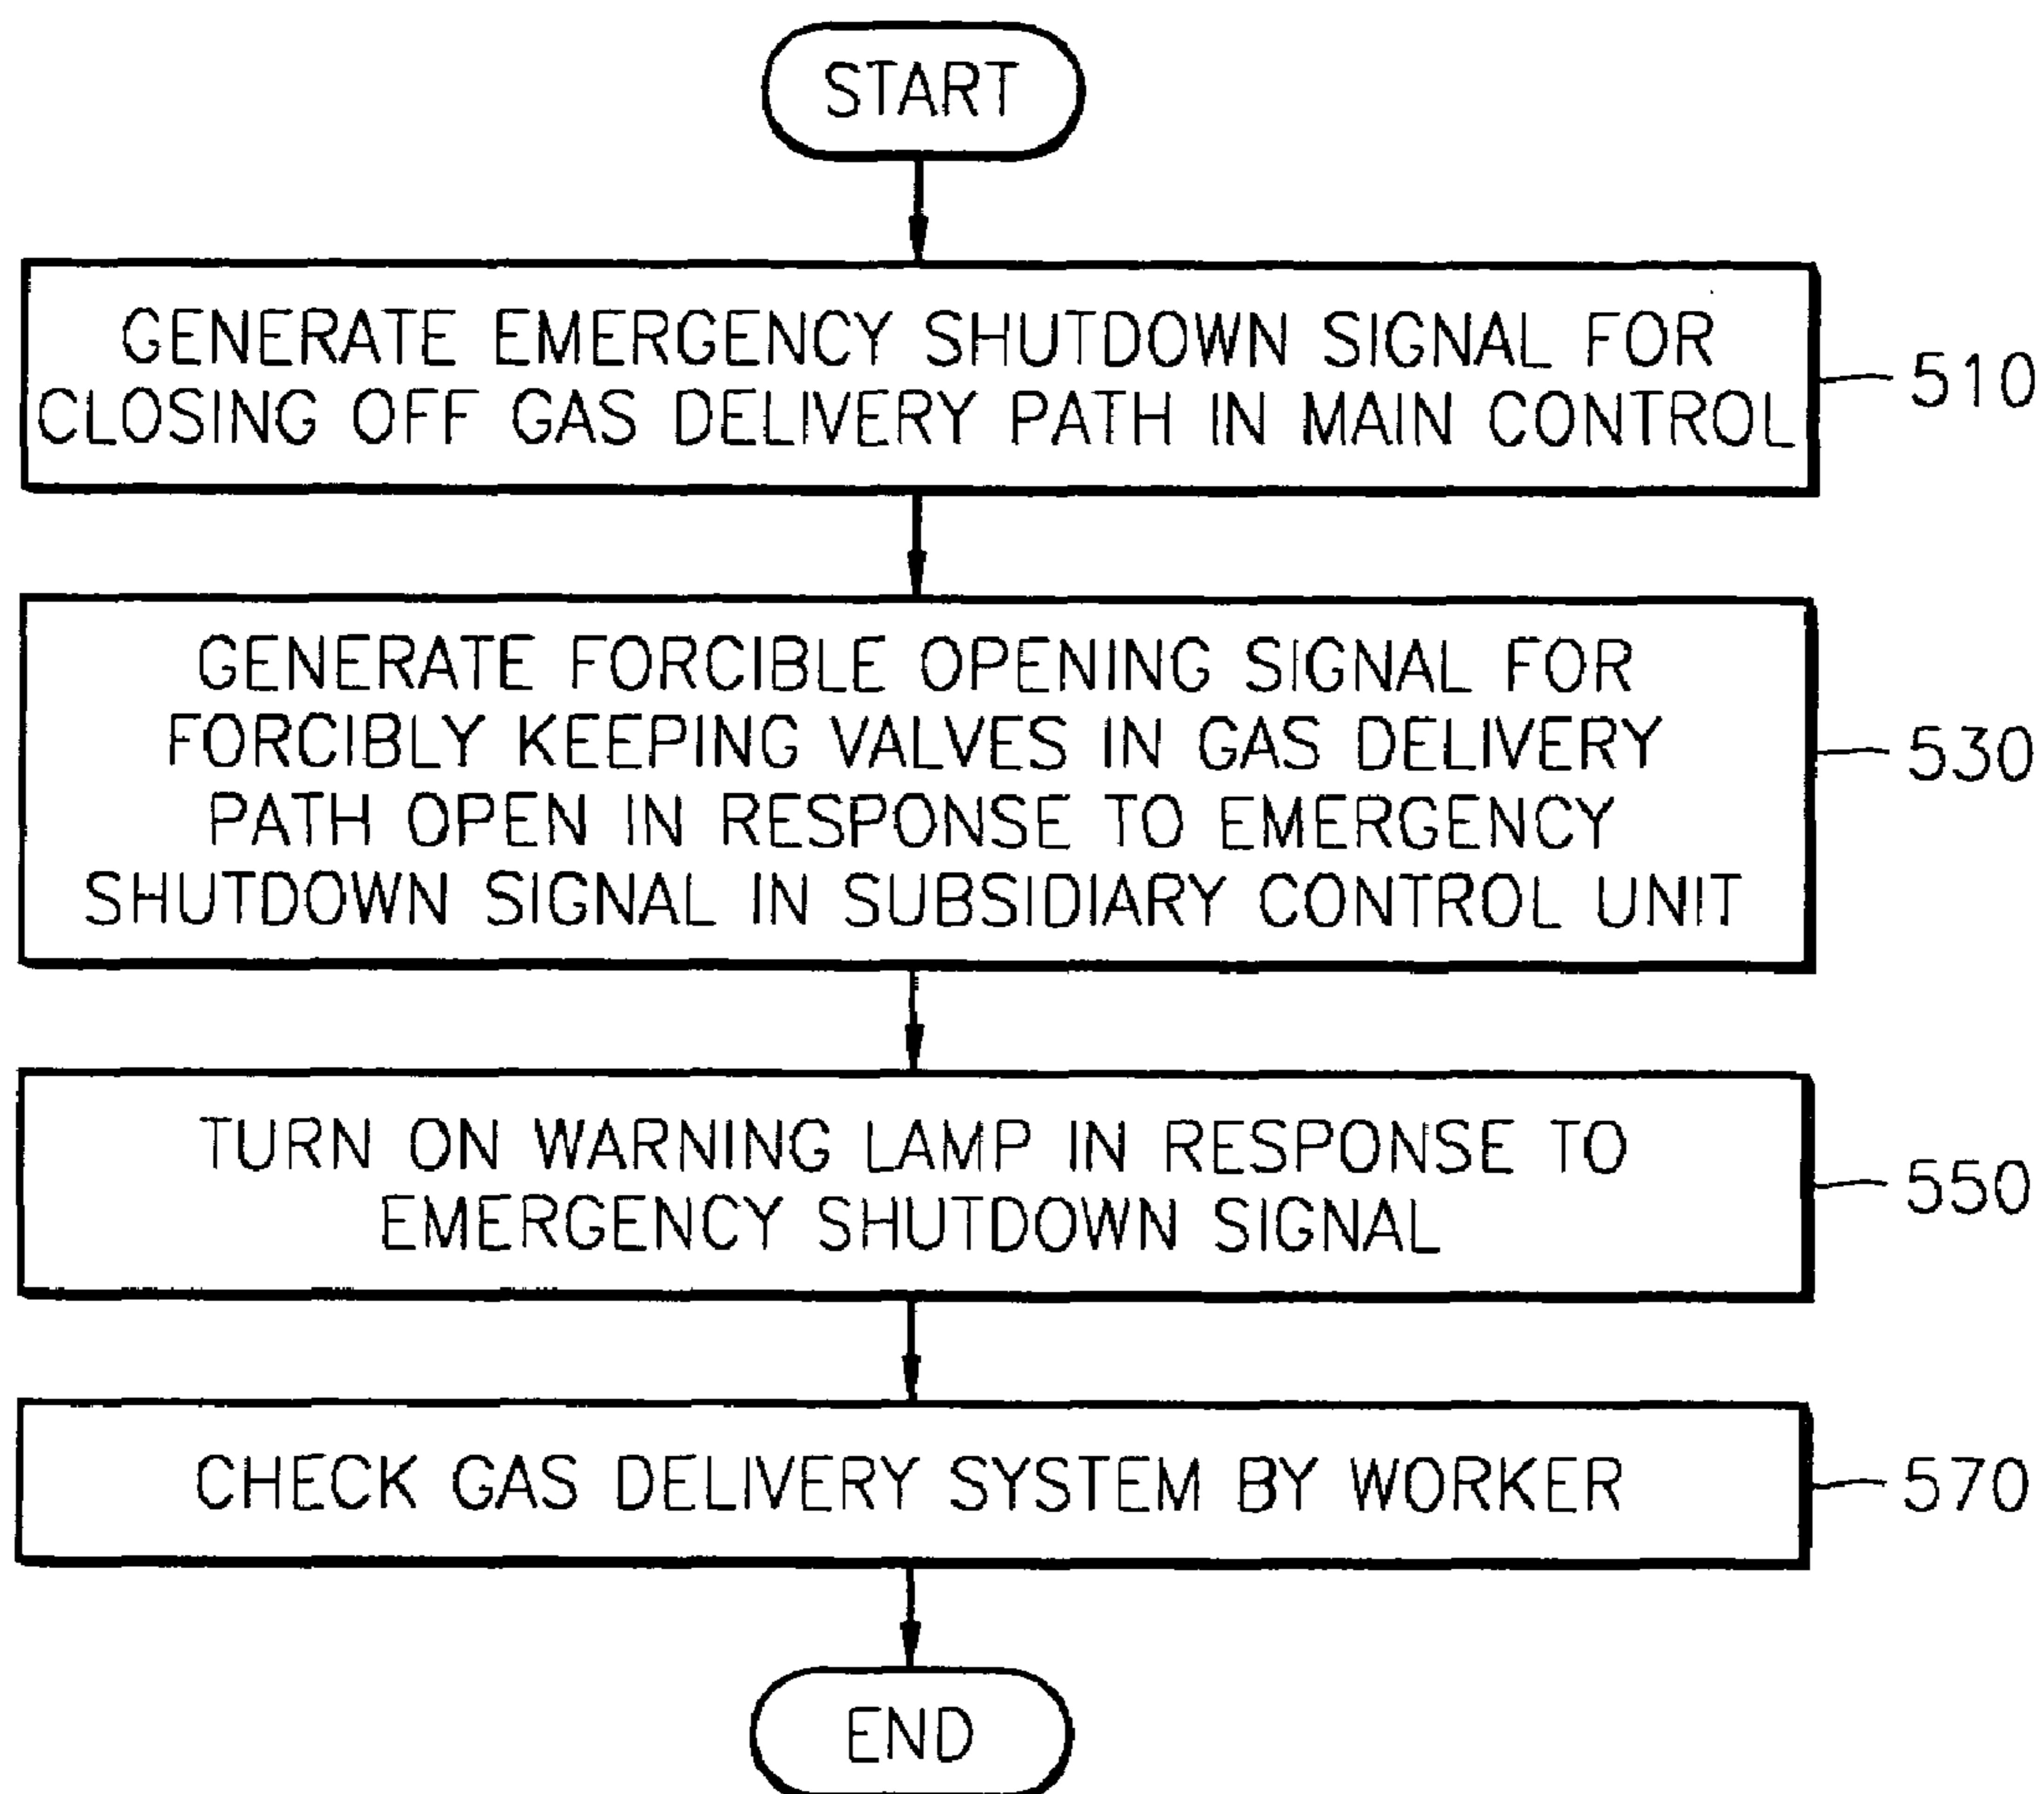 START
GENERATE EMERGENCY SHUTDOWN SIGNAL FOR
CLOSING OFF GAS DELIVERY PATH IN MAIN CONTROL
510
GENERATE FORCIBLE OPENING SIGNAL FOR
FORCIBLY KEEPING VALVES IN GAS DELIVERY
PATH OPEN IN RESPONSE TO EMERGENCY
SHUTDOWN SIGNAL IN SUBSIDIARY CONTROL UNIT
530
TURN ON WARNING LAMP IN RESPONSE TO
EMERGENCY SHUTDOWN SIGNAL
550
CHECK GAS DELIVERY SYSTEM BY WORKER
570
END